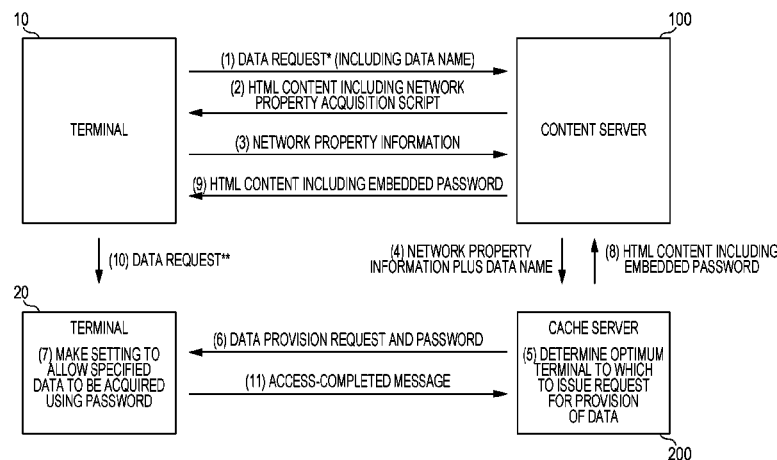 10
100
(1) DATA REQUEST* (INCLUDING DATA NAME)
(2) HTML CONTENT INCLUDING NETWORK
PROPERTY ACQUISITION SCRIPT
TERMINAL
CONTENT SERVER
(3) NETWORK PROPERTY INFORMATION
(9) HTML CONTENT INCLUDING EMBEDDED PASSWORD
(10) DATA REQUEST**
(4) NETWORK PROPERTY
INFORMATION PLUS DATA NAME
(8) HTML CONTENT INCLUDING
EMBEDDED PASSWORD
20
TERMINAL
(7) MAKE SETTING TO
ALLOW SPECIFIED
DATA TO BE ACQUIRED
USING PASSWORD
(6) DATA PROVISION REQUEST AND PASSWORD
(11) ACCESS-COMPLETED MESSAGE
CACHE SERVER
(5) DETERMINE OPTIMUM
TERMINAL TO WHICH
TO ISSUE REQUEST
FOR PROVISION
OF DATA
200